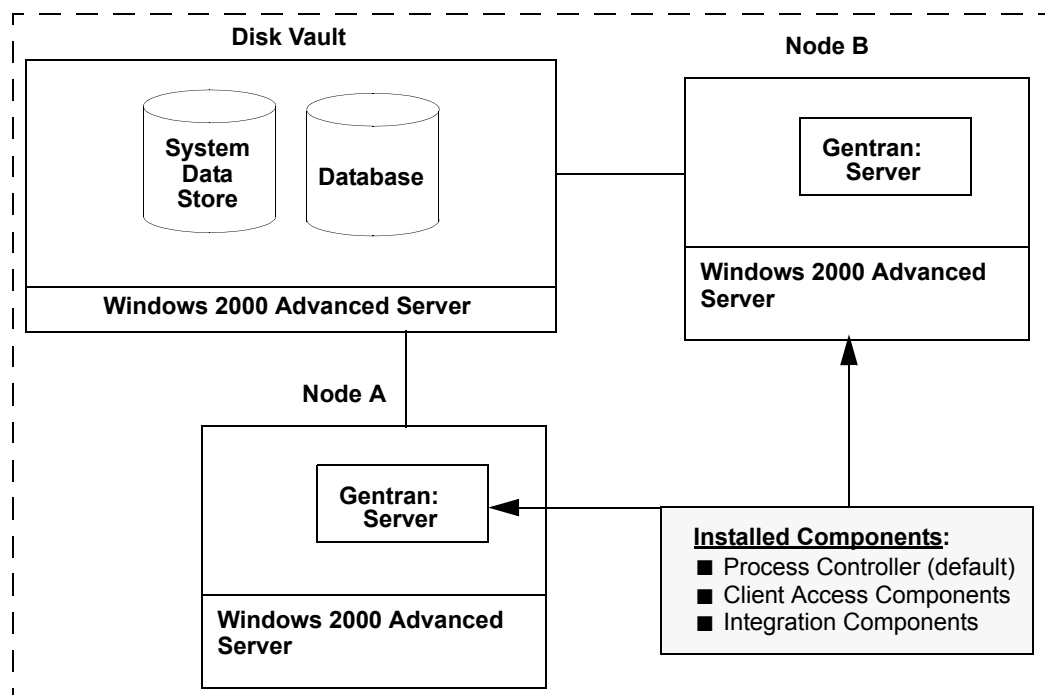 Disk Vault
Node B
System
Data
Store
Database
Gentran:
Server
Windows 2000 Advanced Server
Windows 2000 Advanced
Server
Node A
Gentran:
Server
Windows 2000 Advanced
Server
Installed Components:
■ Process Controller (default)
■ Client Access Components
■ Integration Components